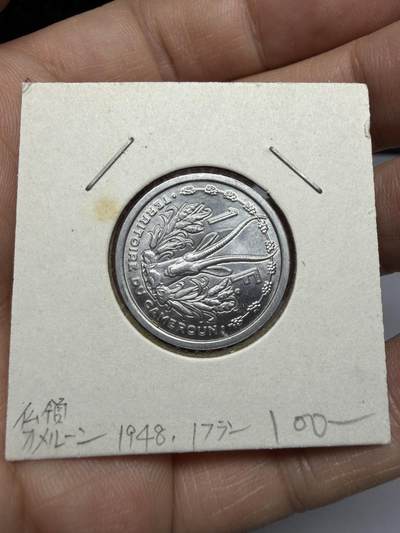 TERRITOIRE DU CAMEROUN
1 F
仏領
カメルーン 1948. 1フラン 100-